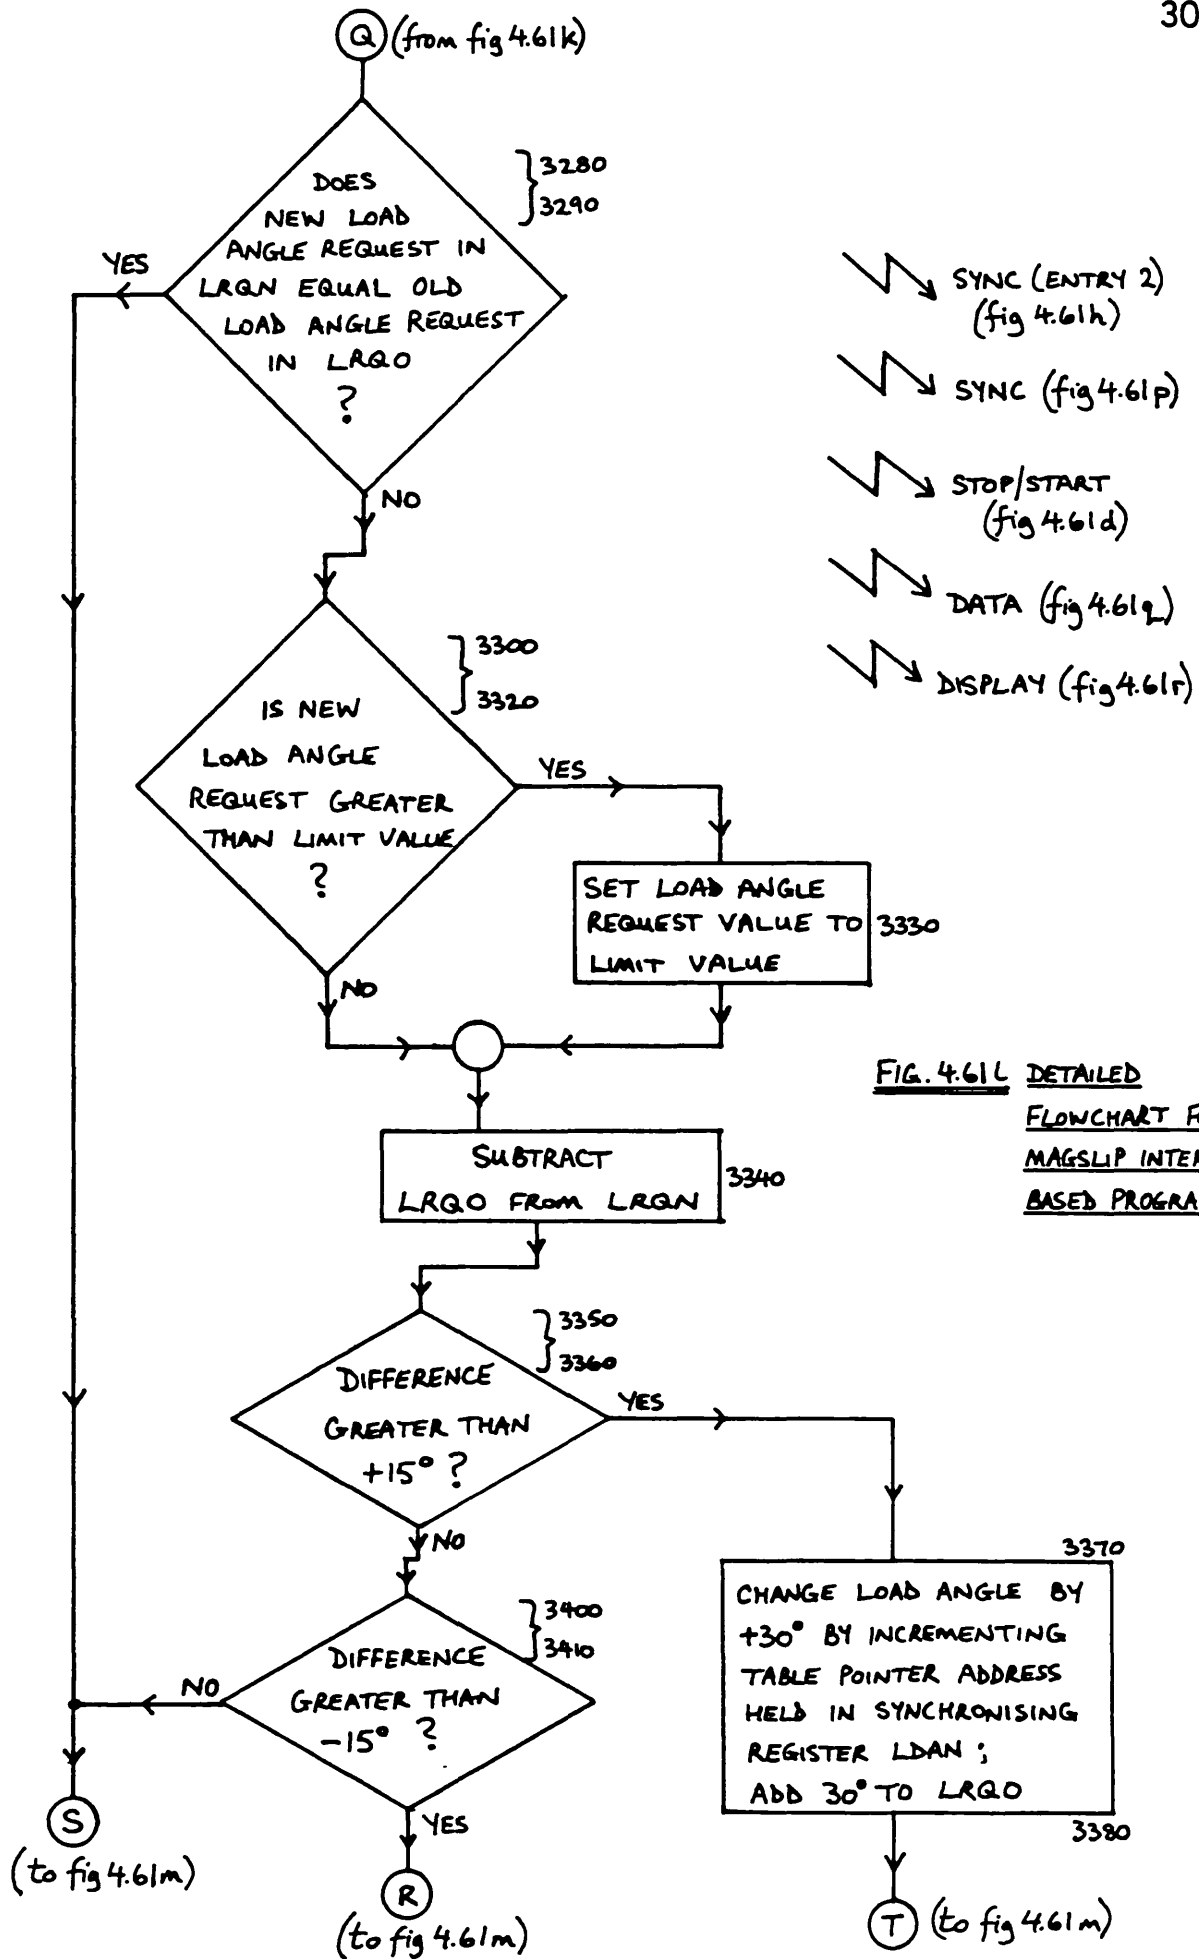 30
Q (from fig 4.61k)
DOES
NEW LOAD
ANGLE REQUEST IN
LRQN EQUAL OLD
LOAD ANGLE REQUEST
IN LRQO
?
3280
3290
YES
NO
SYNC (ENTRY 2)
(fig 4.61h)
SYNC (fig 4.61p)
STOP/START
(fig 4.61d)
DATA (fig 4.61q)
DISPLAY (fig 4.61r)
IS NEW
LOAD ANGLE
REQUEST GREATER
THAN LIMIT VALUE
?
3300
3320
YES
NO
SET LOAD ANGLE
REQUEST VALUE TO
LIMIT VALUE
3330
FIG. 4.61L DETAILED
FLOWCHART F
MAGSLIP INTER
BASED PROGRA
SUBTRACT
LRQO FROM LRQN
3340
DIFFERENCE
GREATER THAN
+15° ?
3350
3360
YES
NO
DIFFERENCE
GREATER THAN
-15° ?
3400
3410
NO
YES
3370
CHANGE LOAD ANGLE BY
+30° BY INCREMENTING
TABLE POINTER ADDRESS
HELD IN SYNCHRONISING
REGISTER LDAN ;
ADD 30° TO LRQO
3380
S
(to fig 4.61m)
R
(to fig 4.61m)
T (to fig 4.61m)